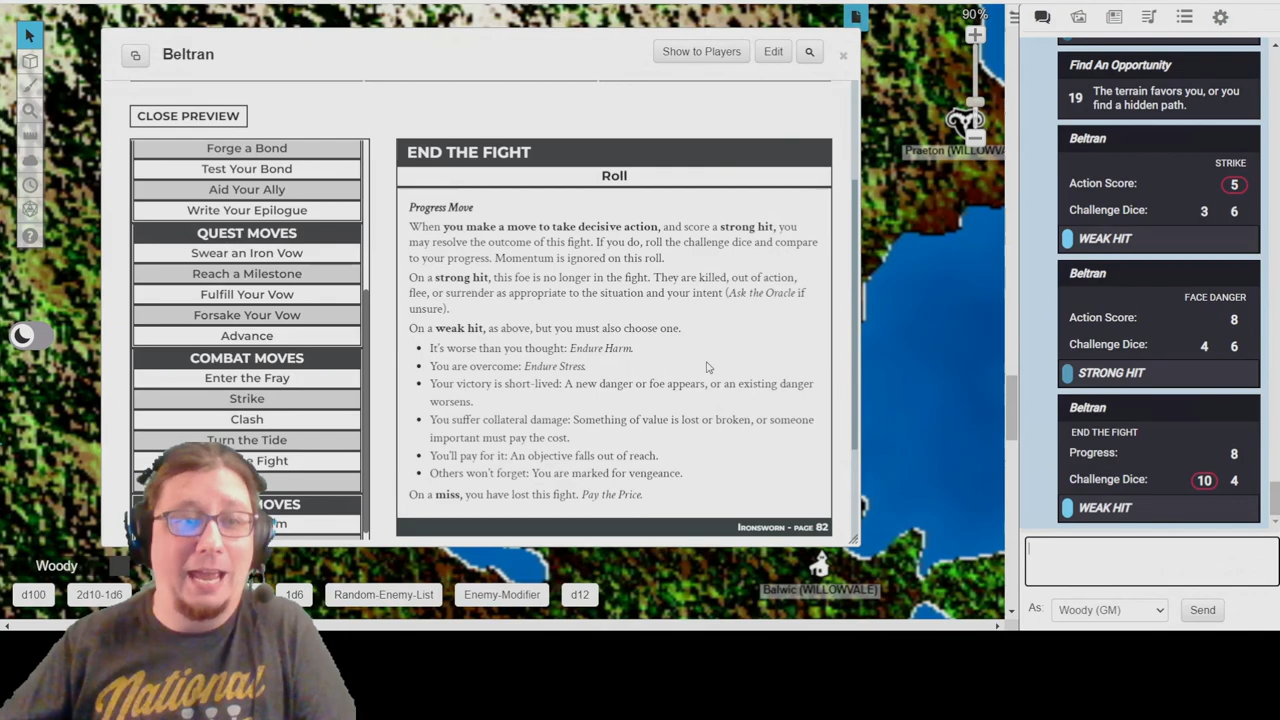 90%
Beltran
Show to Players
Edit
CLOSE PREVIEW
Forge a Bond
Test Your Bond
Aid Your Ally
Write Your Epilogue
QUEST MOVES
Swear an Iron Vow
Reach a Milestone
Fulfill Your Vow
Forsake Your Vow
Advance
COMBAT MOVES
Enter the Fray
Strike
Clash
Turn the Tide
Fight
MOVES
END THE FIGHT
Roll
Progress Move
When you make a move to take decisive action, and score a strong hit, you
may resolve the outcome of this fight. If you do, roll the challenge dice and compare
to your progress. Momentum is ignored on this roll.
On a strong hit, this foe is no longer in the fight. They are killed, out of action,
flee, or surrender as appropriate to the situation and your intent (Ask the Oracle if
unsure).
On a weak hit, as above, but you must also choose one.
• It's worse than you thought: Endure Harm.
• You are overcome: Endure Stress.
• Your victory is short-lived: A new danger or foe appears, or an existing danger
worsens.
• You suffer collateral damage: Something of value is lost or broken, or someone
important must pay the cost.
• You'll pay for it: An objective falls out of reach.
• Others won't forget: You are marked for vengeance.
On a miss, you have lost this fight. Pay the Price.
IRONSWORN - PAGE 82
Praeton (WILLOWVA
Balwic (WILLOWVALE)
Woody
d100
2d10-1d6
1d6
Random-Enemy-List
Enemy-Modifier
d12
National
Find An Opportunity
19 The terrain favors you, or you
find a hidden path.
Beltran
STRIKE
Action Score: 5
Challenge Dice: 3 6
WEAK HIT
Beltran
FACE DANGER
Action Score: 8
Challenge Dice: 4 6
STRONG HIT
Beltran
END THE FIGHT
Progress: 8
Challenge Dice: 10 4
WEAK HIT
As: Woody (GM) Send